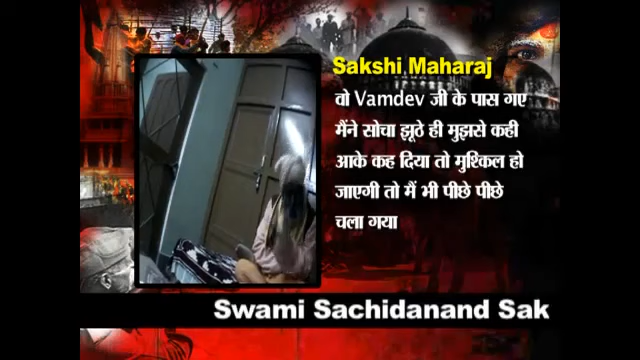 Sakshi Maharaj
वो Vamdev जी के पास गए
मैंने सोचा झूठे ही मुझसे कही
आके कह दिया तो मुश्किल हो
जाएगी तो मैं भी पीछे पीछे
चला गया
Swami Sachidanand Sak